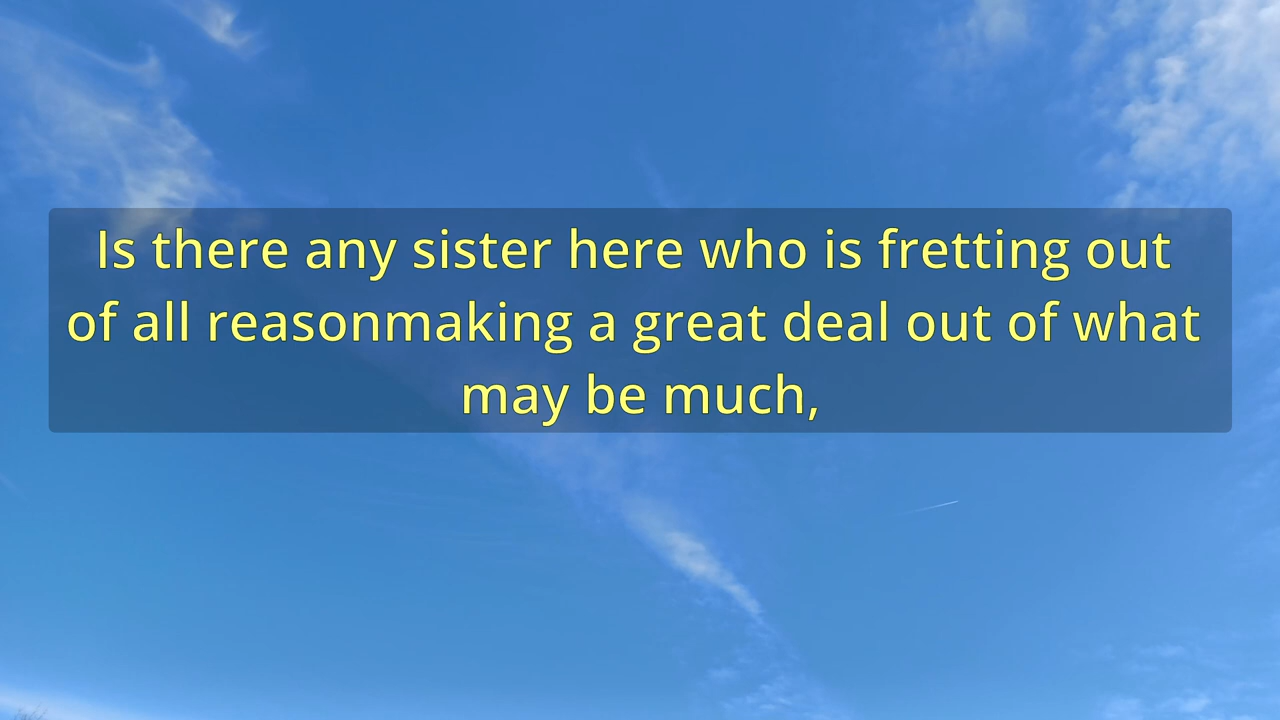 Is there any sister here who is fretting out
of all reasonmaking a great deal out of what
may be much,